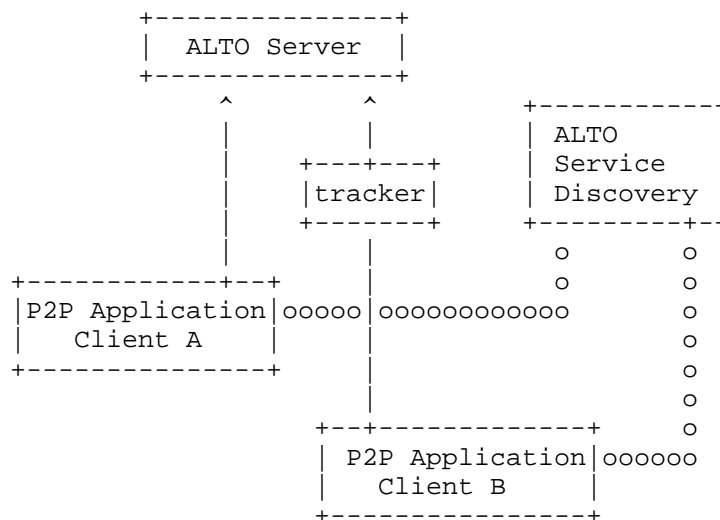 ALTO Server
ALTO
Service
tracker
Discovery
P2P Application
Client A
P2P Application
Client B